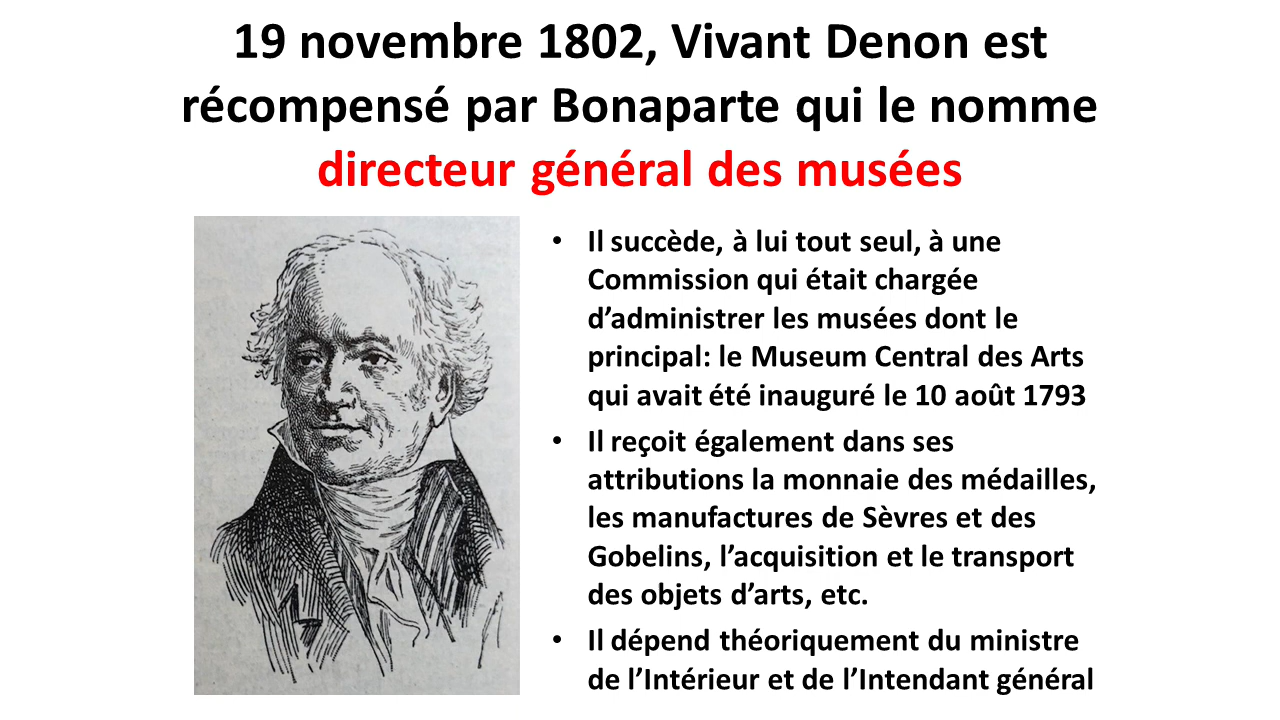 19 novembre 1802, Vivant Denon est
récompensé par Bonaparte qui le nomme
directeur général des musées
• Il succède, à lui tout seul, à une
Commission qui était chargée
d’administrer les musées dont le
principal: le Museum Central des Arts
qui avait été inauguré le 10 août 1793
• Il reçoit également dans ses
attributions la monnaie des médailles,
les manufactures de Sèvres et des
Gobelins, l’acquisition et le transport
des objets d’arts, etc.
• Il dépend théoriquement du ministre
de l’Intérieur et de l’Intendant général